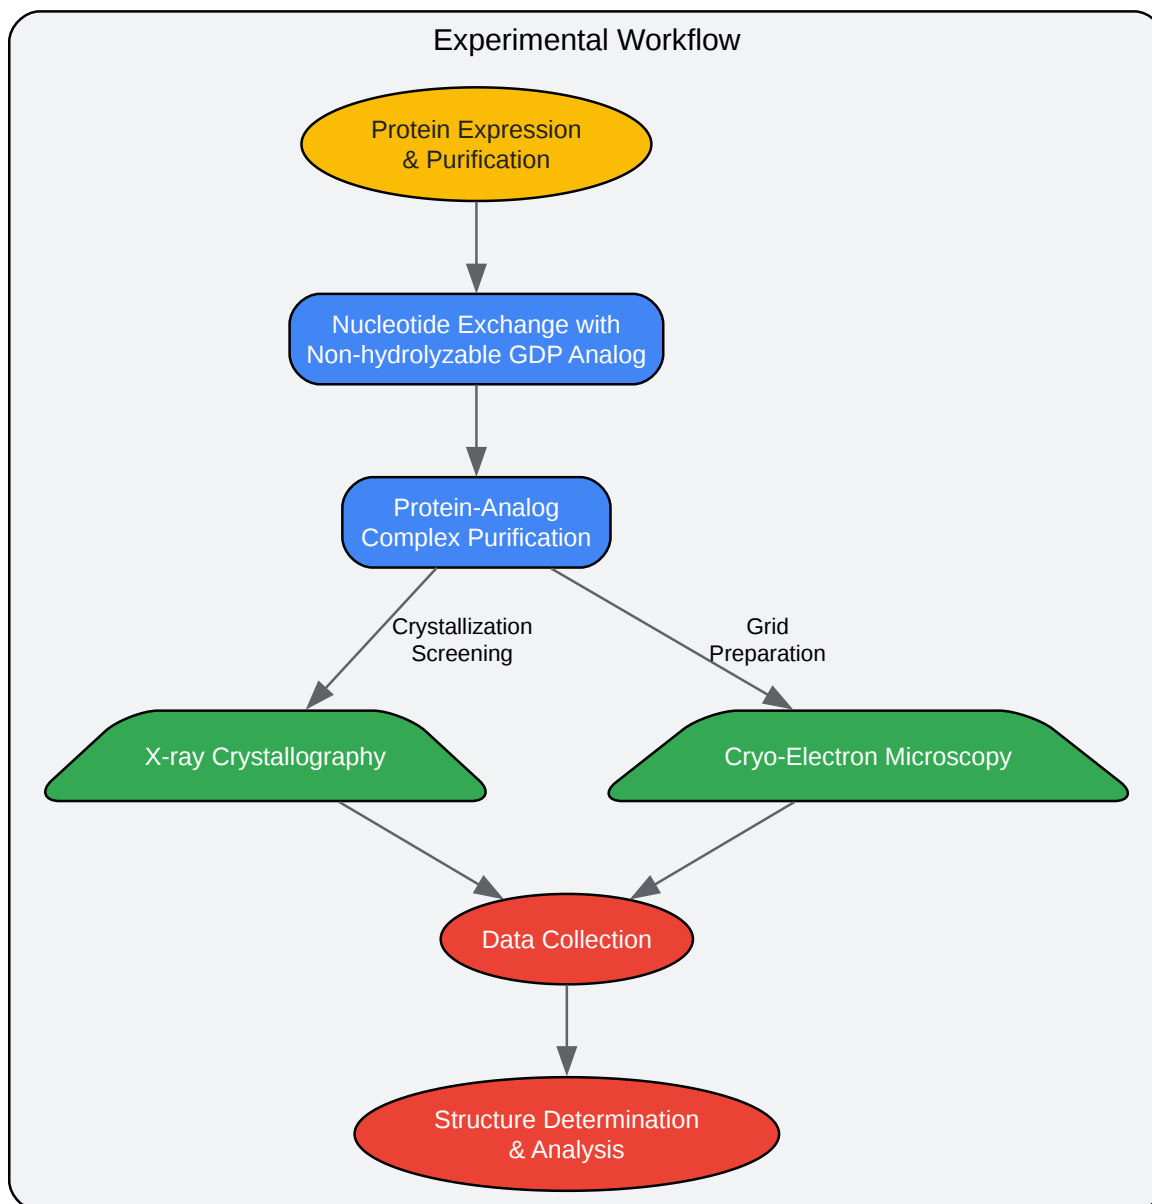 Experimental Workflow
Protein Expression
& Purification
Nucleotide Exchange with
Non-hydrolyzable GDP Analog
Protein-Analog
Complex Purification
Crystallization
Screening
Grid
Preparation
X-ray Crystallography
Cryo-Electron Microscopy
Data Collection
Structure Determination
& Analysis